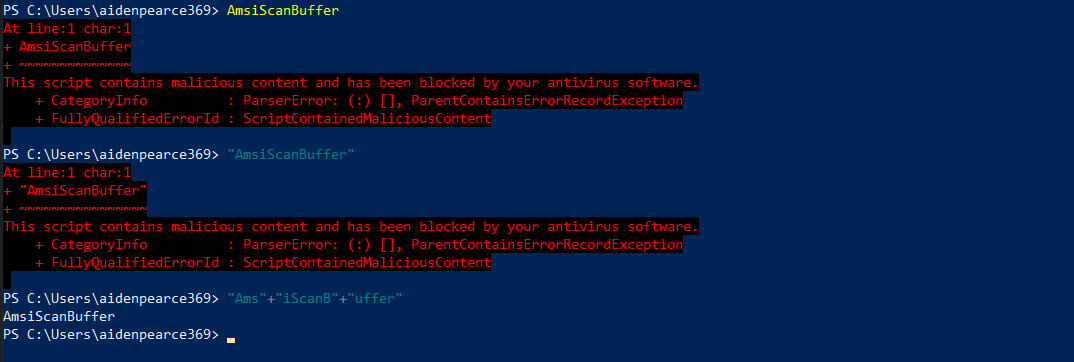 PS C:\Users\aidenpearce369> AmsiScanBuffer
At line:1 char:1
+ AmsiScanBuffer
+ ~~~~~~~~~~~~~~
This script contains malicious content and has been blocked by your antivirus software.
    + CategoryInfo          : ParserError: (:) [], ParentContainsErrorRecordException
    + FullyQualifiedErrorId : ScriptContainedMaliciousContent
PS C:\Users\aidenpearce369> "AmsiScanBuffer"
At line:1 char:1
+ "AmsiScanBuffer"
+ ~~~~~~~~~~~~~~~~
This script contains malicious content and has been blocked by your antivirus software.
    + CategoryInfo          : ParserError: (:) [], ParentContainsErrorRecordException
    + FullyQualifiedErrorId : ScriptContainedMaliciousContent
PS C:\Users\aidenpearce369> "Ams"+"iScanB"+"uffer"
AmsiScanBuffer
PS C:\Users\aidenpearce369>